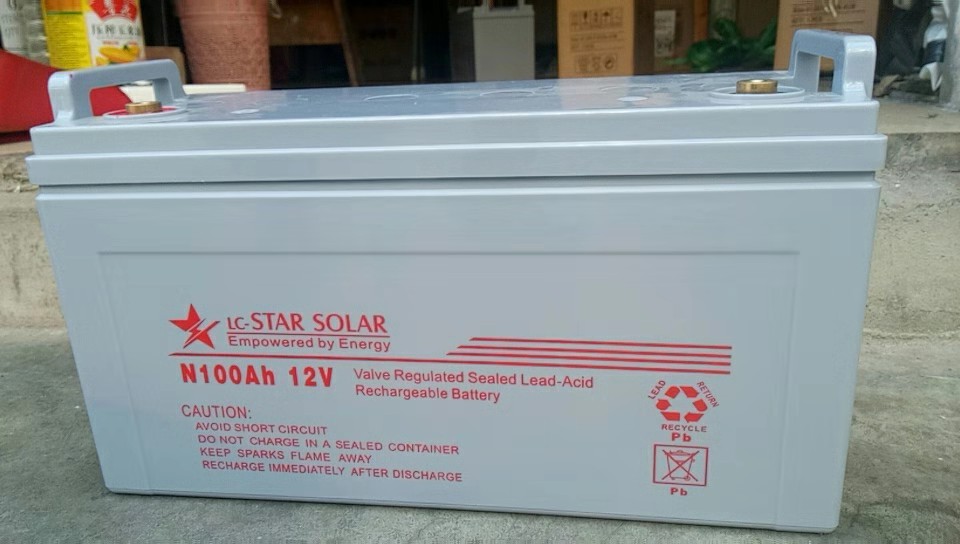 LC-STAR SOLAR
Empowered by Energy
N100Ah 12V
Valve Regulated Sealed Lead-Acid
Rechargeable Battery
CAUTION:
AVOID SHORT CIRCUIT
DO NOT CHARGE IN A SEALED CONTAINER
KEEP SPARKS FLAME AWAY
RECHARGE IMMEDIATELY AFTER DISCHARGE
LEAD RETURN
RECYCLE
Pb
Pb